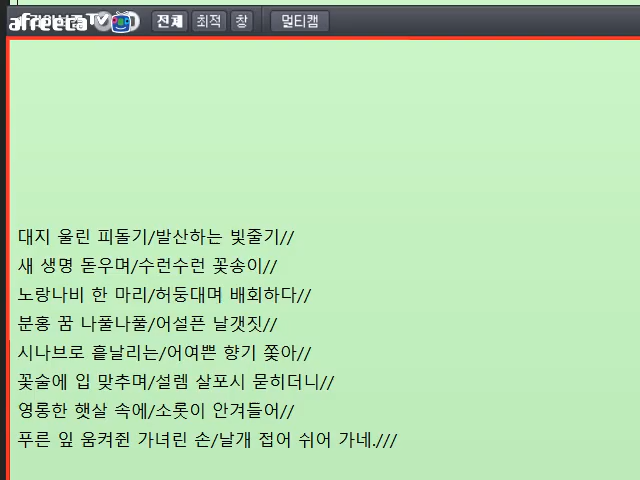 afreeca TV
전체 최적 창 멀티캠
대지 울린 피돌기/발산하는 빛줄기//
새 생명 돋우며/수런수런 꽃송이//
노랑나비 한 마리/허둥대며 배회하다//
분홍 꿈 나풀나풀/어설픈 날갯짓//
시나브로 흩날리는/어여쁜 향기 쫓아//
꽃술에 입 맞추며/설렘 살포시 묻히더니//
영롱한 햇살 속에/소롯이 안겨들어//
푸른 잎 움켜쥔 가녀린 손/날개 접어 쉬어 가네.///